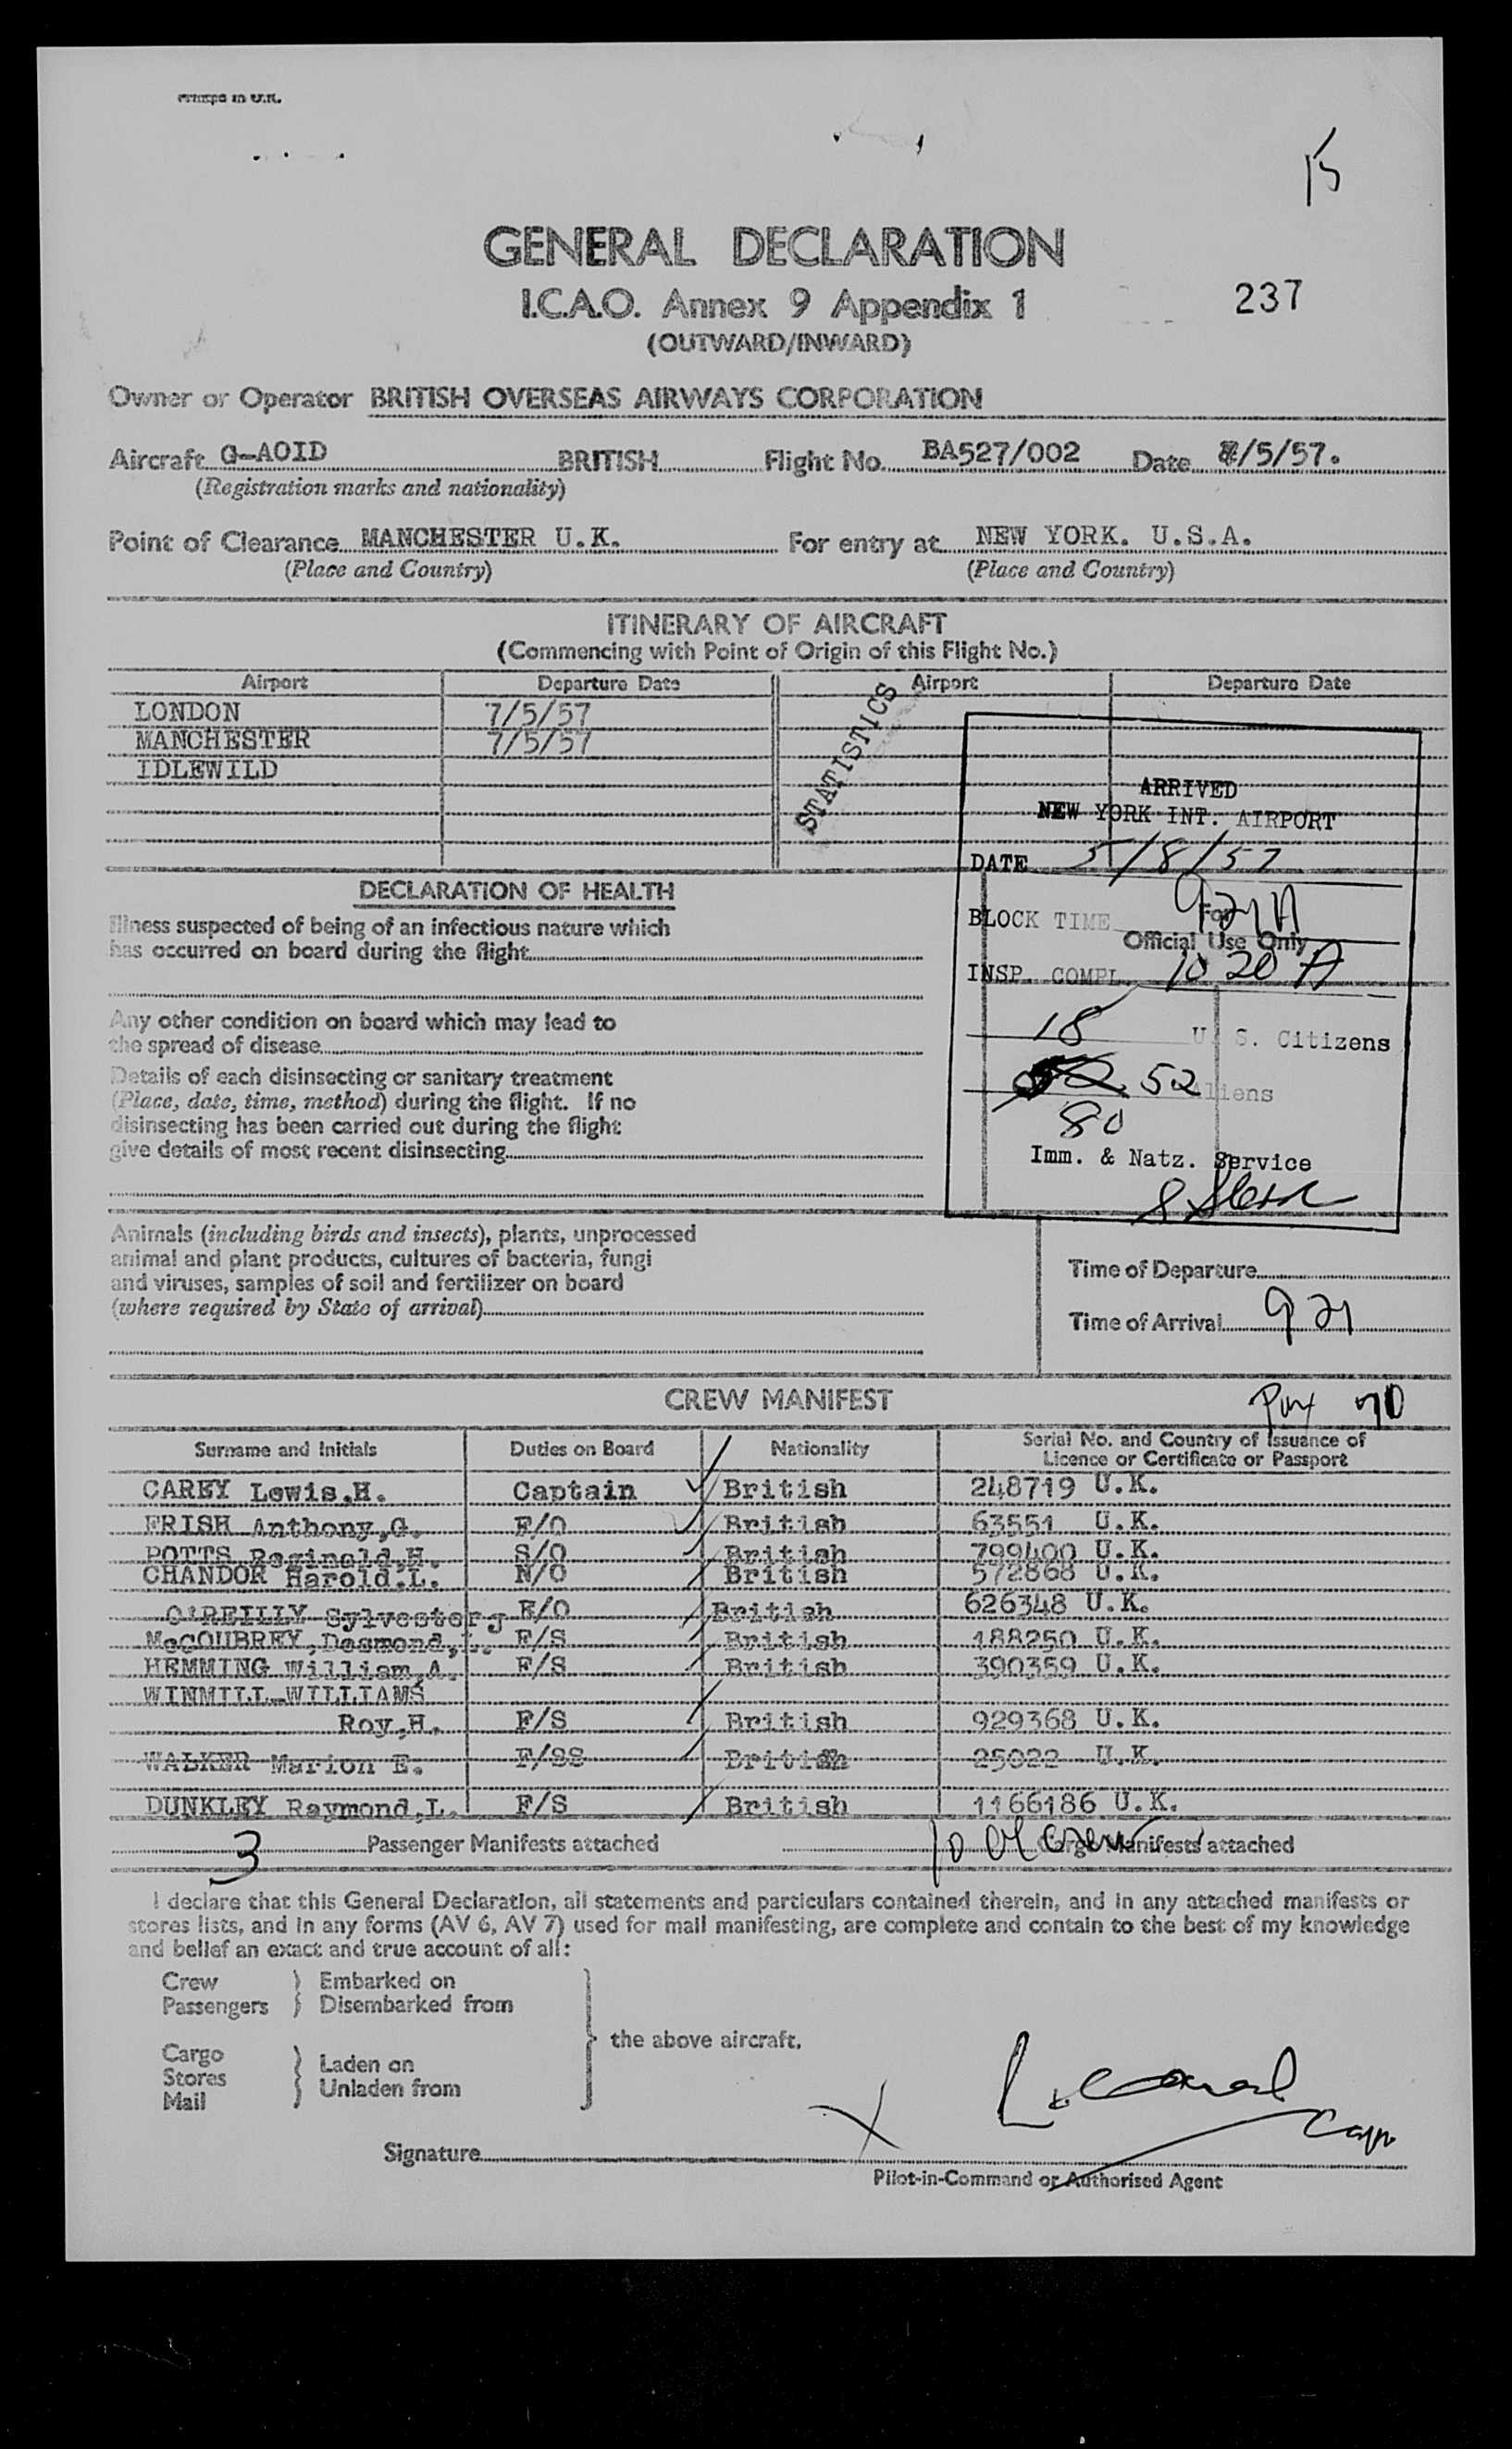 Printed in U.K.
15
GENERAL DECLARATION
I.C.A.O. Annex 9 Appendix 1
237
(OUTWARD/INWARD)
Owner or Operator BRITISH OVERSEAS AIRWAYS CORPORATION
Aircraft G-AOID BRITISH Flight No. BA527/002 Date 7/5/57.
(Registration marks and nationality)
Point of Clearance MANCHESTER U.K. For entry at NEW YORK. U.S.A.
(Place and Country) (Place and Country)
ITINERARY OF AIRCRAFT
(Commencing with Point of Origin of this Flight No.)
Airport Departure Date Airport Departure Date
LONDON 7/5/57
MANCHESTER 7/5/57
IDLEWILD
STATISTICS
ARRIVED
NEW YORK INT. AIRPORT
DATE 5/8/57
BLOCK TIME 921 A
For
Official Use Only
INSP. COMPL. 10 20 A
18 U. S. Citizens
52 Aliens
80
Imm. & Natz. Service
DECLARATION OF HEALTH
Illness suspected of being of an infectious nature which
has occurred on board during the flight
Any other condition on board which may lead to
the spread of disease
Details of each disinsecting or sanitary treatment
(Place, date, time, method) during the flight. If no
disinsecting has been carried out during the flight
give details of most recent disinsecting
Animals (including birds and insects), plants, unprocessed
animal and plant products, cultures of bacteria, fungi
and viruses, samples of soil and fertilizer on board
(where required by State of arrival)
Time of Departure
Time of Arrival 9 21
CREW MANIFEST
70
Surname and Initials Duties on Board Nationality Serial No. and Country of Issuance of
Licence or Certificate or Passport
CAREY Lewis.H. Captain British 248719 U.K.
FRISH Anthony,G. F/O British 63551 U.K.
POTTS Reginald.H. S/O British 799400 U.K.
CHANDOR Harold.L. N/O British 572868 U.K.
O'REILLY Sylvester J E/O British 626348 U.K.
McCOUBREY,Desmond,L. F/S British 188250 U.K.
HEMMING William,A. F/S British 390359 U.K.
WINMILL-WILLIAMS
Roy,H. F/S British 929368 U.K.
WALKER Marion E. F/SS British 25022 U.K.
DUNKLEY Raymond,L. F/S British 1166186 U.K.
3 Passenger Manifests attached 10 Of Crew Cargo Manifests attached
I declare that this General Declaration, all statements and particulars contained therein, and in any attached manifests or
stores lists, and in any forms (AV 6, AV 7) used for mail manifesting, are complete and contain to the best of my knowledge
and belief an exact and true account of all:
Crew } Embarked on
Passengers } Disembarked from
the above aircraft.
Cargo
Stores } Laden on
Mail } Unladen from
X
Capt
Signature
Pilot-in-Command or Authorised Agent